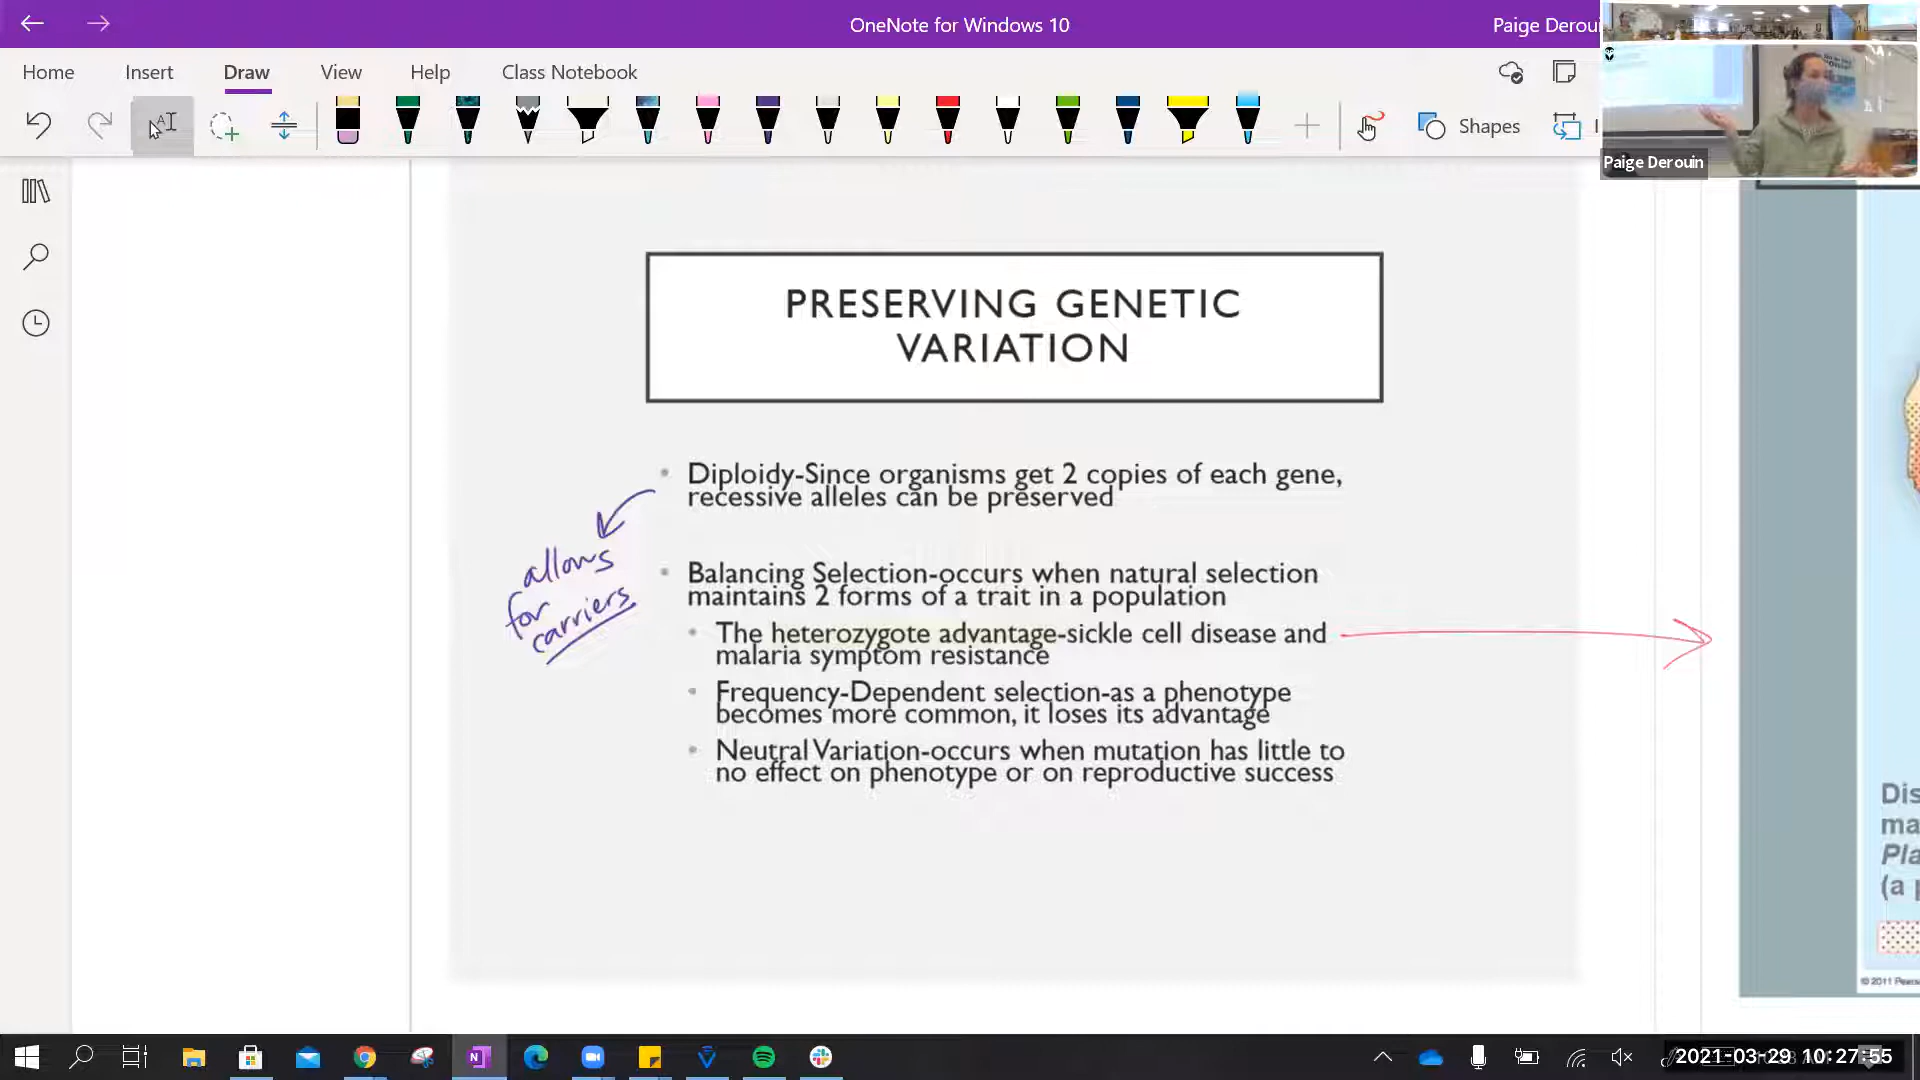 OneNote for Windows 10
Paige Derou
Home
Insert
Draw
View
Help
Class Notebook
Shapes
Paige Derouin
PRESERVING GENETIC
VARIATION
Diploidy-Since organisms get 2 copies of each gene,
recessive alleles can be preserved
allows
for
carriers
Balancing Selection-occurs when natural selection
maintains 2 forms of a trait in a population
The heterozygote advantage-sickle cell disease and
malaria symptom resistance
Frequency-Dependent selection-as a phenotype
becomes more common, it loses its advantage
Neutral Variation-occurs when mutation has little to
no effect on phenotype or on reproductive success
Dis
ma
Pla
(a p
© 2011 Pears
2021-03-29 10:27:55